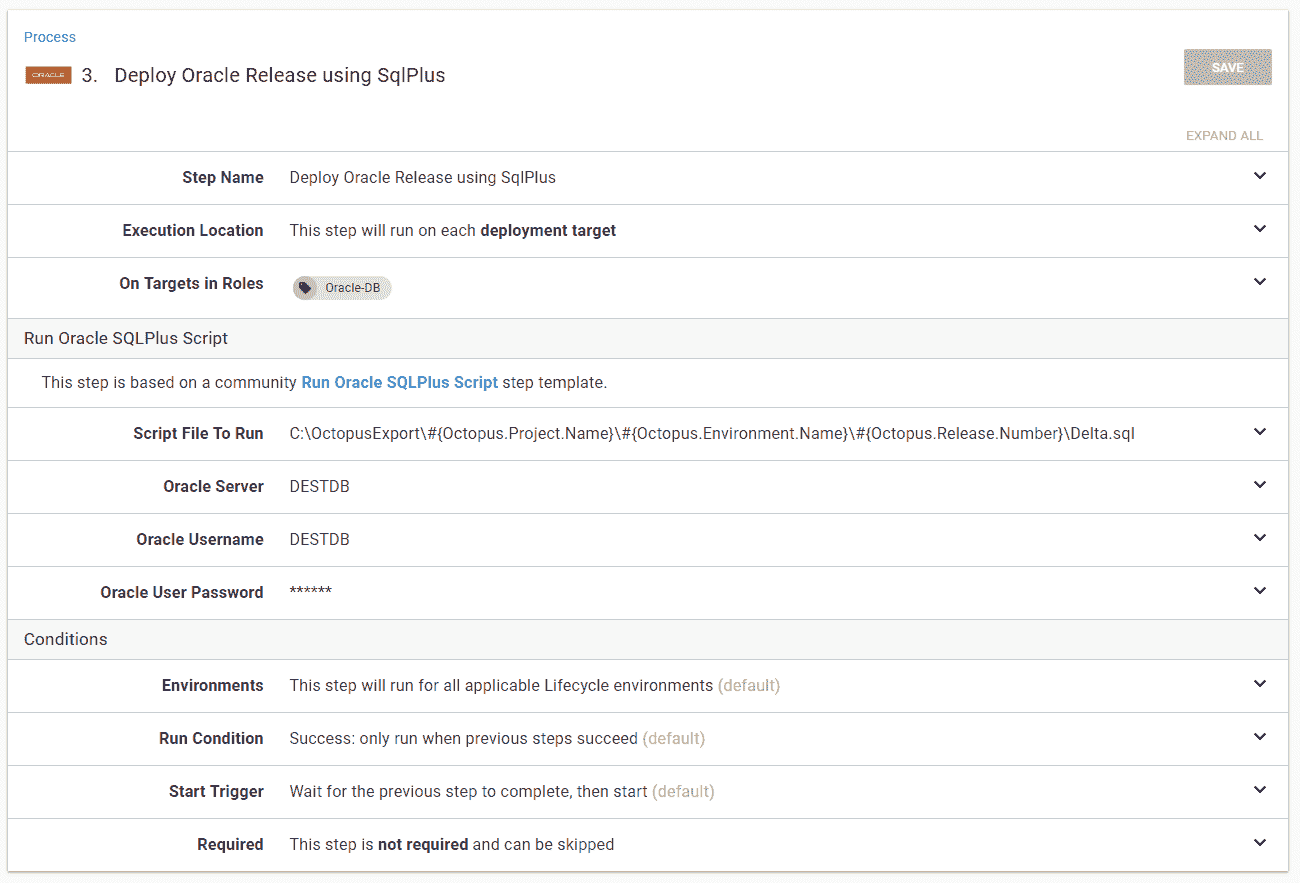 Process
ORACLE 3. Deploy Oracle Release using SqlPlus
SAVE
EXPAND ALL
Step Name Deploy Oracle Release using SqlPlus
Execution Location This step will run on each deployment target
On Targets in Roles Oracle-DB
Run Oracle SQLPlus Script
This step is based on a community Run Oracle SQLPlus Script step template.
Script File To Run C:\OctopusExport\#{Octopus.Project.Name}\#{Octopus.Environment.Name}\#{Octopus.Release.Number}\Delta.sql
Oracle Server DESTDB
Oracle Username DESTDB
Oracle User Password ******
Conditions
Environments This step will run for all applicable Lifecycle environments (default)
Run Condition Success: only run when previous steps succeed (default)
Start Trigger Wait for the previous step to complete, then start (default)
Required This step is not required and can be skipped